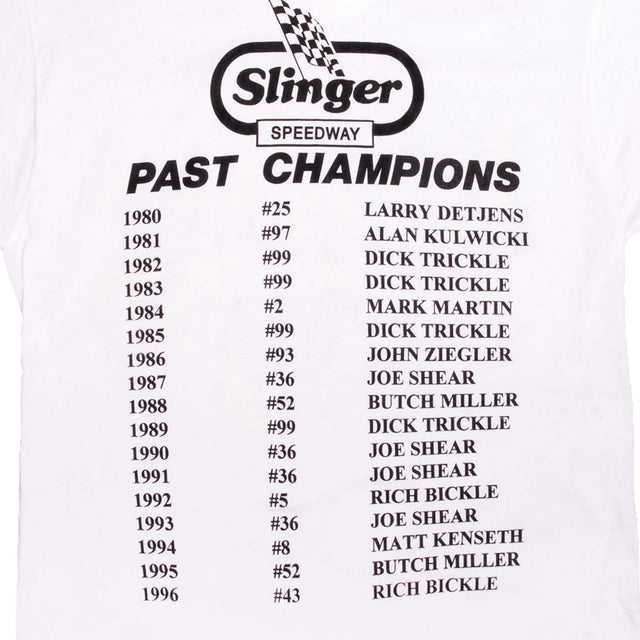 Slinger
SPEEDWAY
PAST CHAMPIONS
1980 #25 LARRY DETJENS
1981 #97 ALAN KULWICKI
1982 #99 DICK TRICKLE
1983 #99 DICK TRICKLE
1984 #2 MARK MARTIN
1985 #99 DICK TRICKLE
1986 #93 JOHN ZIEGLER
1987 #36 JOE SHEAR
1988 #52 BUTCH MILLER
1989 #99 DICK TRICKLE
1990 #36 JOE SHEAR
1991 #36 JOE SHEAR
1992 #5 RICH BICKLE
1993 #36 JOE SHEAR
1994 #8 MATT KENSETH
1995 #52 BUTCH MILLER
1996 #43 RICH BICKLE